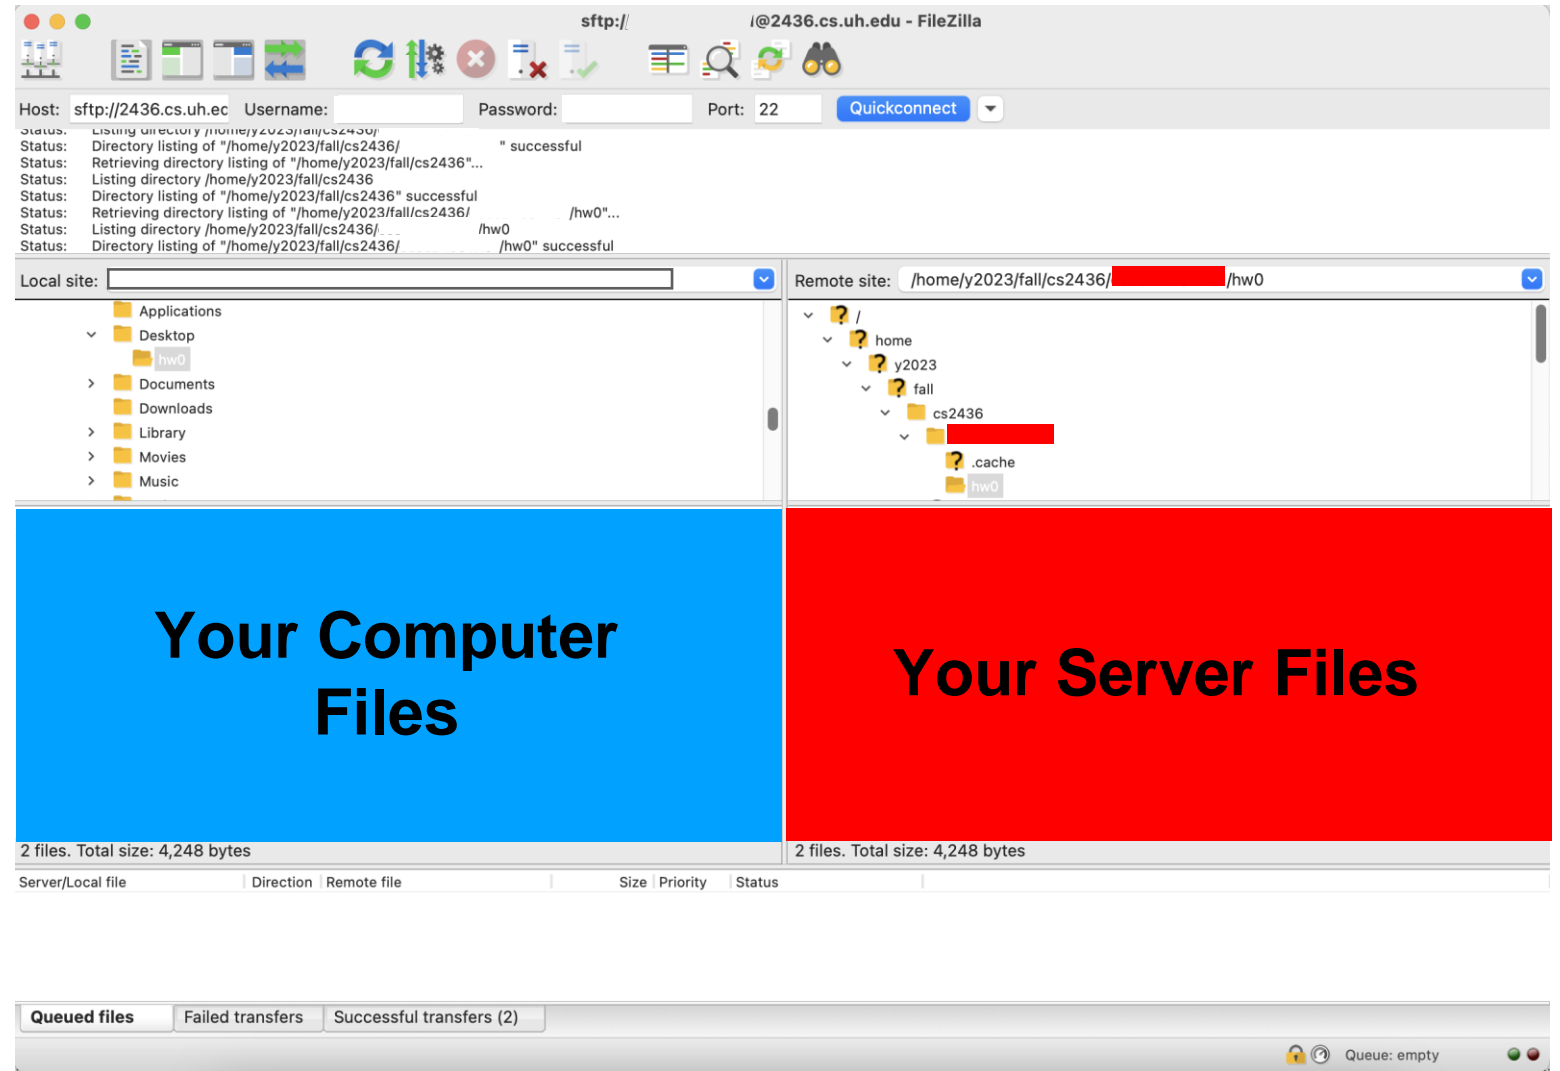 sftp:// @2436.cs.uh.edu - FileZilla
Host: sftp://2436.cs.uh.ec Username: Password: Port: 22 Quickconnect
Status: Listing directory /home/y2023/fall/cs2436/
Status: Directory listing of "/home/y2023/fall/cs2436/ " successful
Status: Retrieving directory listing of "/home/y2023/fall/cs2436"...
Status: Listing directory /home/y2023/fall/cs2436
Status: Directory listing of "/home/y2023/fall/cs2436" successful
Status: Retrieving directory listing of "/home/y2023/fall/cs2436/ /hw0"...
Status: Listing directory /home/y2023/fall/cs2436/ /hw0
Status: Directory listing of "/home/y2023/fall/cs2436/ /hw0" successful
Local site:
Applications
Desktop
hw0
Documents
Downloads
Library
Movies
Music
Remote site: /home/y2023/fall/cs2436/ /hw0
/
home
y2023
fall
cs2436
.cache
hw0
Your Computer
Files
Your Server Files
2 files. Total size: 4,248 bytes
2 files. Total size: 4,248 bytes
Server/Local file Direction Remote file Size Priority Status
Queued files Failed transfers Successful transfers (2)
Queue: empty